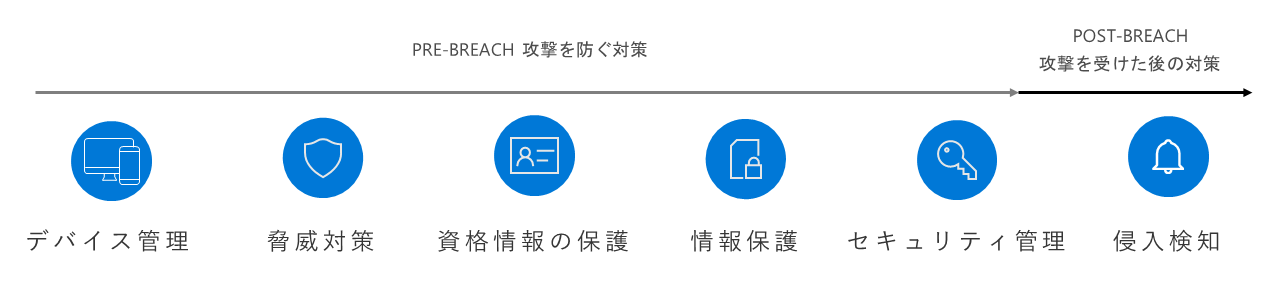 PRE-BREACH 攻撃を防ぐ対策
POST-BREACH
攻撃を受けた後の対策
デバイス管理
脅威対策
資格情報の保護
情報保護
セキュリティ管理
侵入検知